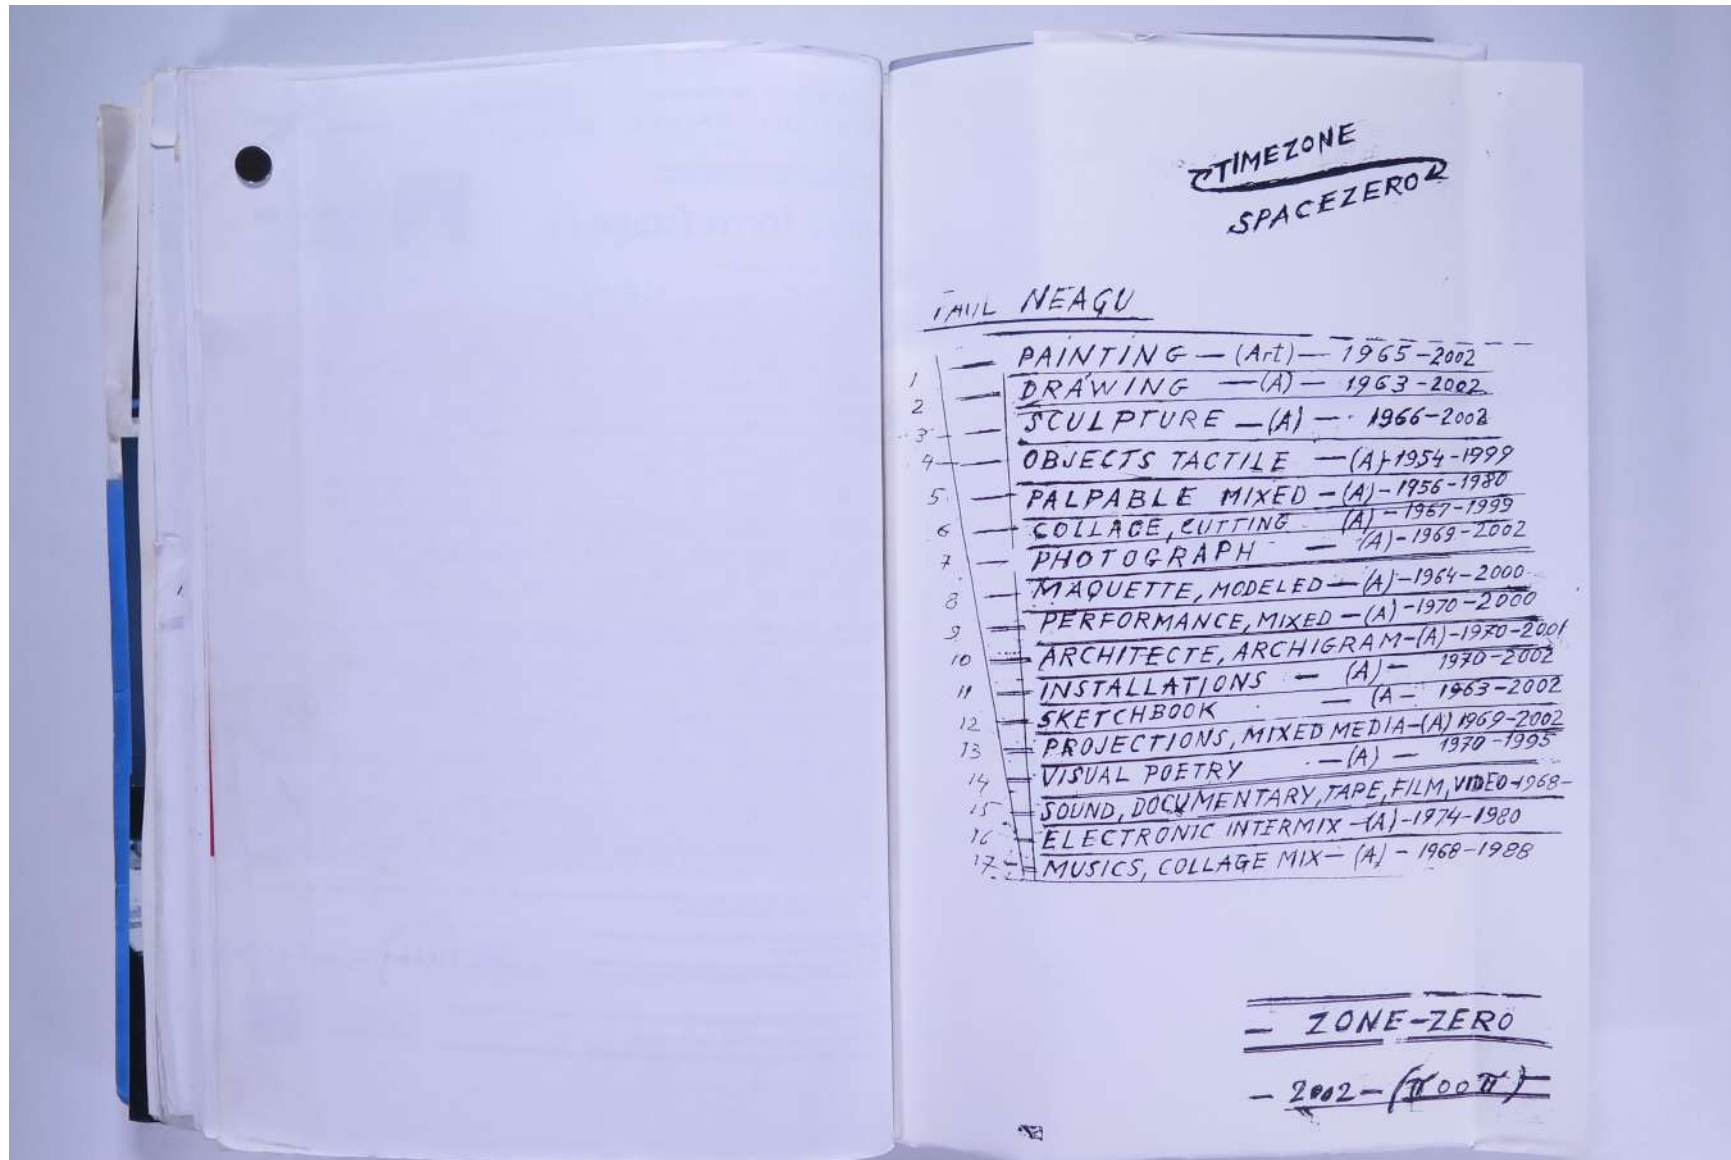 TIMEZONE
SPACEZERO
PAUL NEAGU
1 — PAINTING — (Art) — 1965-2002
2 — DRAWING — (A) — 1963-2002
3 — SCULPTURE — (A) — 1966-2002
4 — OBJECTS TACTILE — (A)-1954-1999
5 — PALPABLE MIXED — (A) — 1956-1980
6 — COLLAGE, CUTTING (A) — 1967-1999
7 — PHOTOGRAPH — (A)-1969-2002
8 — MAQUETTE, MODELED — (A)-1964-2000
9 — PERFORMANCE, MIXED — (A)-1970-2000
10 — ARCHITECTE, ARCHIGRAM-(A)-1970-2001
11 — INSTALLATIONS — (A) — 1970-2002
12 — SKETCHBOOK — (A — 1963-2002
13 — PROJECTIONS, MIXED MEDIA-(A) 1969-2002
14 — VISUAL POETRY — (A) — 1970-1995
15 — SOUND, DOCUMENTARY, TAPE, FILM, VIDEO-1968-
16 — ELECTRONIC INTERMIX-(A)-1974-1980
17 — MUSICS, COLLAGE MIX — (A) — 1968-1988
— ZONE-ZERO
— 2002 — (π00π)